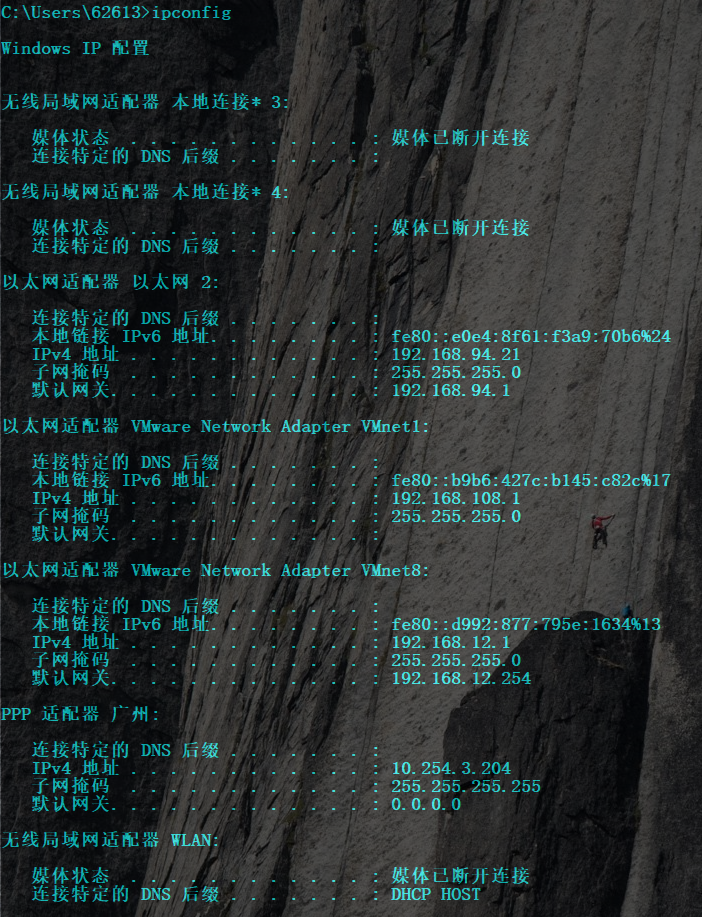 C:\Users\62613>ipconfig
Windows IP 配置
无线局域网适配器 本地连接* 3:
媒体状态 . . . . . . . . . . . . : 媒体已断开连接
连接特定的 DNS 后缀 . . . . . . . :
无线局域网适配器 本地连接* 4:
媒体状态 . . . . . . . . . . . . : 媒体已断开连接
连接特定的 DNS 后缀 . . . . . . . :
以太网适配器 以太网 2:
连接特定的 DNS 后缀 . . . . . . . :
本地链接 IPv6 地址. . . . . . . . : fe80::e0e4:8f61:f3a9:70b6%24
IPv4 地址 . . . . . . . . . . . . : 192.168.94.21
子网掩码 . . . . . . . . . . . . : 255.255.255.0
默认网关. . . . . . . . . . . . . : 192.168.94.1
以太网适配器 VMware Network Adapter VMnet1:
连接特定的 DNS 后缀 . . . . . . . :
本地链接 IPv6 地址. . . . . . . . : fe80::b9b6:427c:b145:c82c%17
IPv4 地址 . . . . . . . . . . . . : 192.168.108.1
子网掩码 . . . . . . . . . . . . : 255.255.255.0
默认网关. . . . . . . . . . . . . :
以太网适配器 VMware Network Adapter VMnet8:
连接特定的 DNS 后缀 . . . . . . . :
本地链接 IPv6 地址. . . . . . . . : fe80::d992:877:795e:1634%13
IPv4 地址 . . . . . . . . . . . . : 192.168.12.1
子网掩码 . . . . . . . . . . . . : 255.255.255.0
默认网关. . . . . . . . . . . . . : 192.168.12.254
PPP 适配器 广州:
连接特定的 DNS 后缀 . . . . . . . :
IPv4 地址 . . . . . . . . . . . . : 10.254.3.204
子网掩码 . . . . . . . . . . . . : 255.255.255.255
默认网关. . . . . . . . . . . . . : 0.0.0.0
无线局域网适配器 WLAN:
媒体状态 . . . . . . . . . . . . : 媒体已断开连接
连接特定的 DNS 后缀 . . . . . . . : DHCP HOST